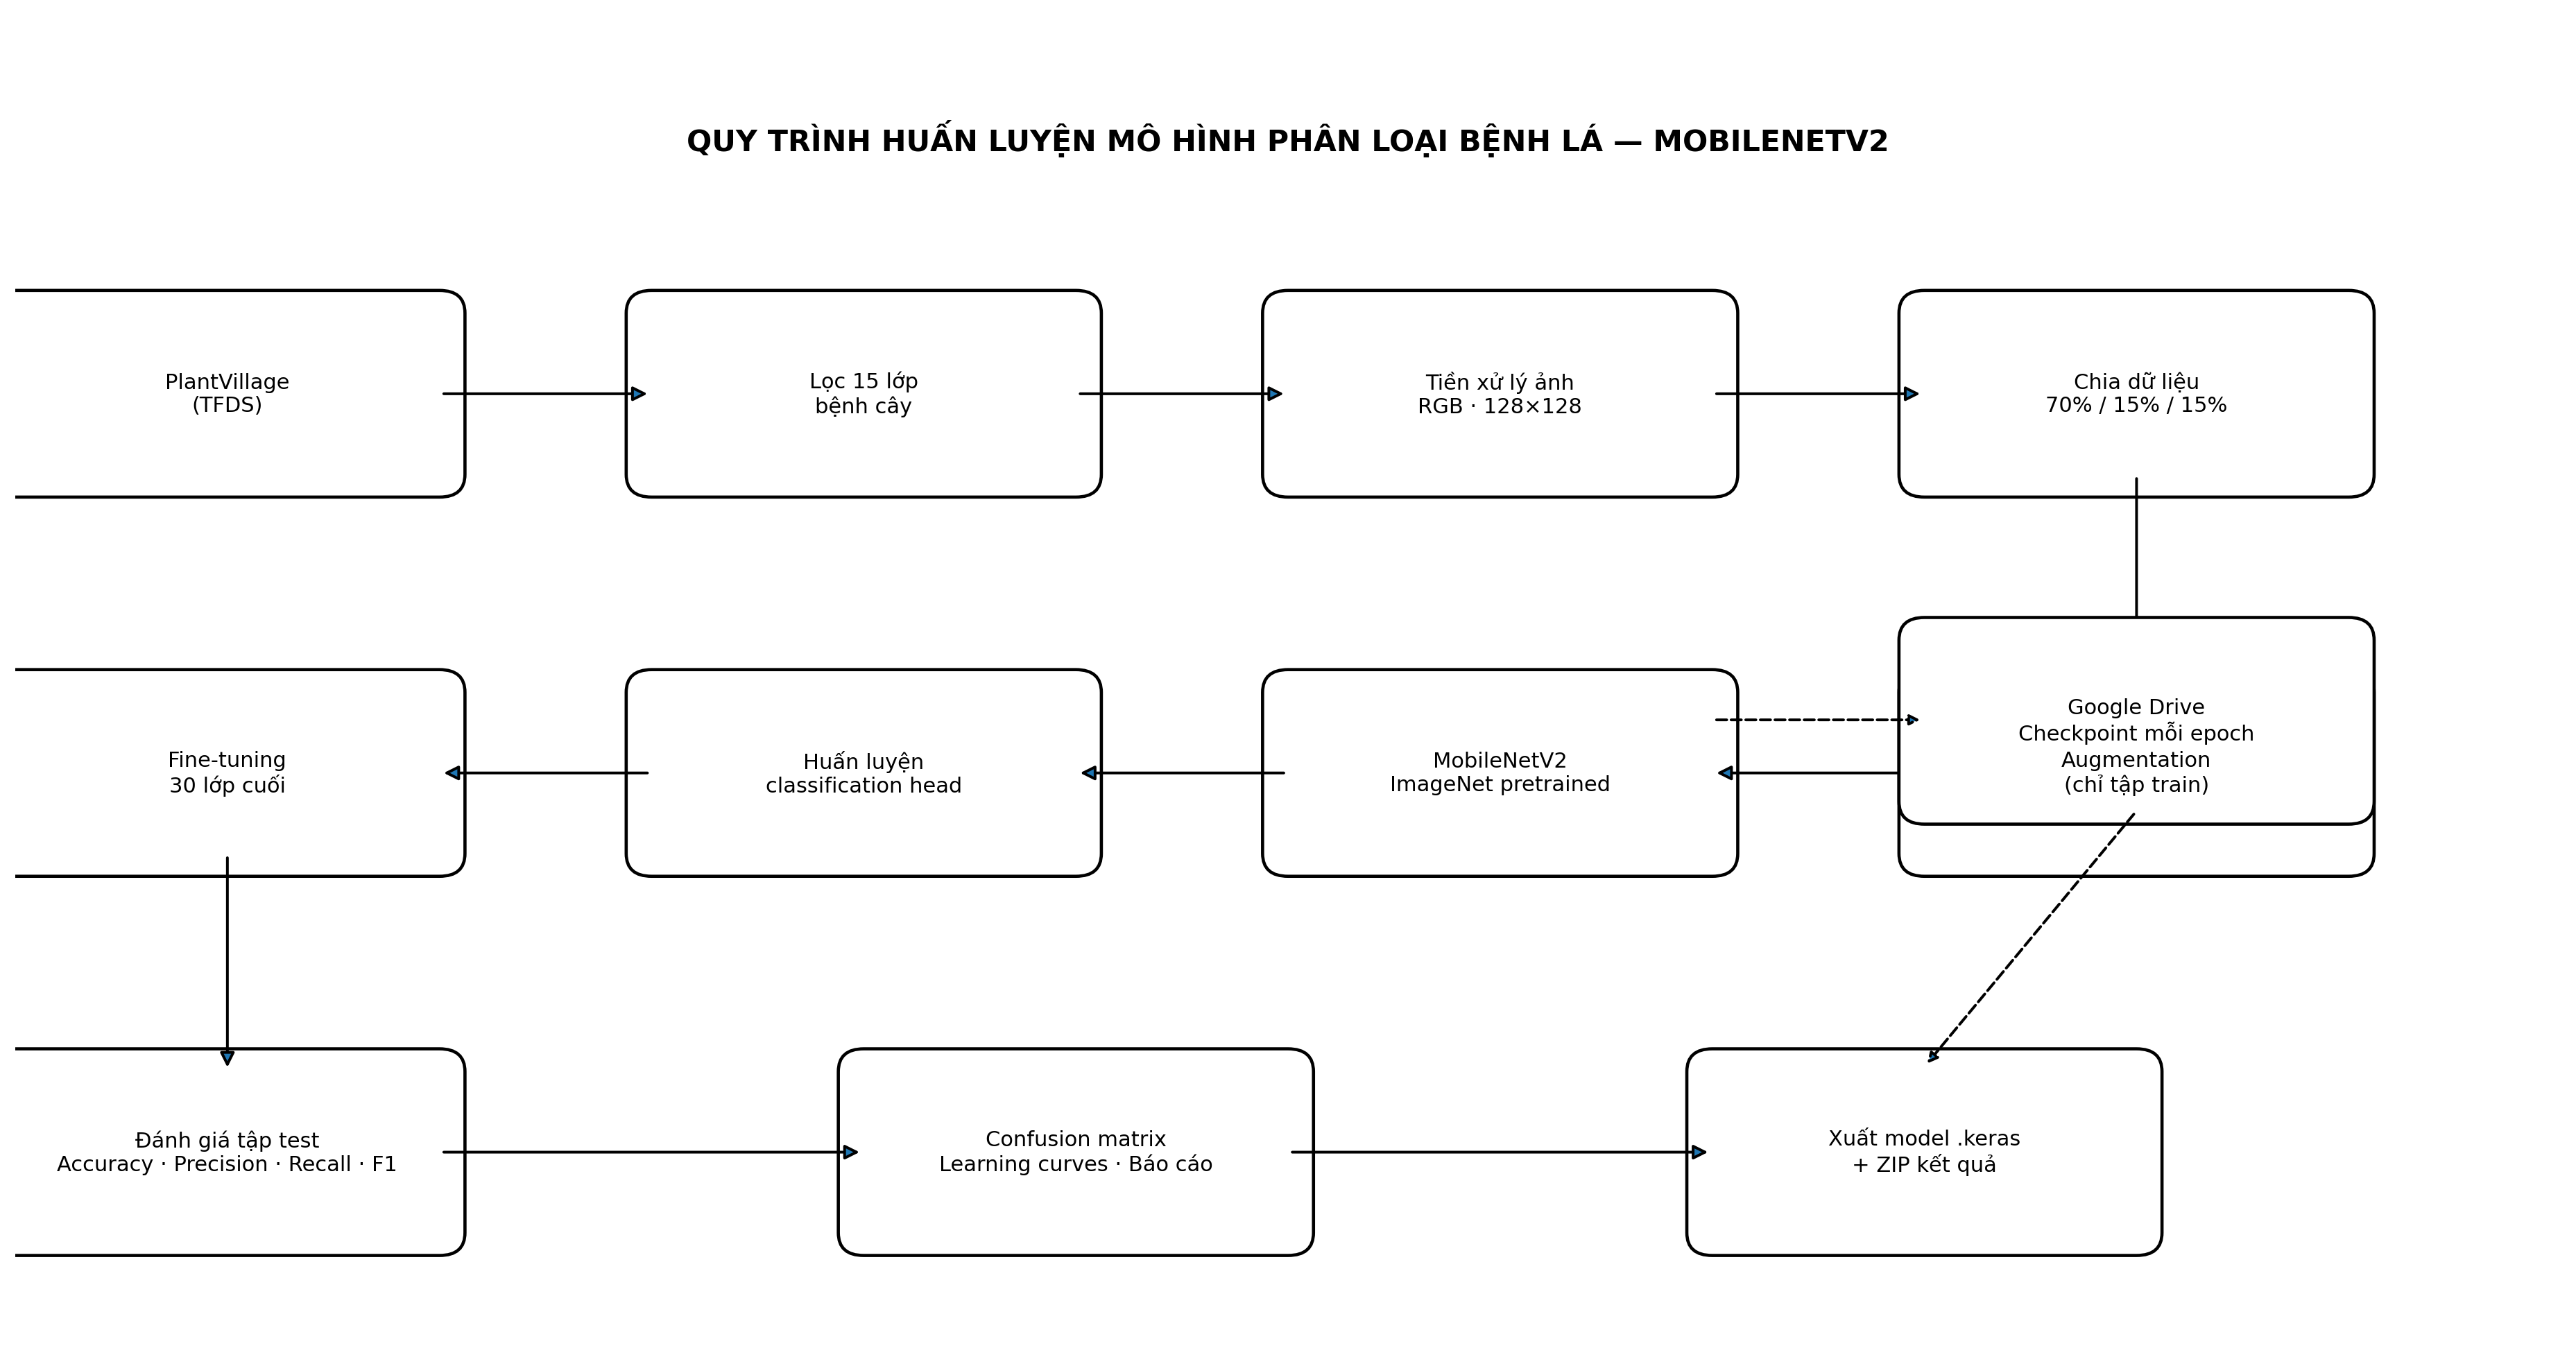 QUY TRÌNH HUẤN LUYỆN MÔ HÌNH PHÂN LOẠI BỆNH LÁ — MOBILENETV2
PlantVillage
(TFDS)
Lọc 15 lớp
bệnh cây
Tiền xử lý ảnh
RGB · 128×128
Chia dữ liệu
70% / 15% / 15%
Google Drive
Checkpoint mỗi epoch
Augmentation
(chỉ tập train)
MobileNetV2
ImageNet pretrained
Huấn luyện
classification head
Fine-tuning
30 lớp cuối
Đánh giá tập test
Accuracy · Precision · Recall · F1
Confusion matrix
Learning curves · Báo cáo
Xuất model .keras
+ ZIP kết quả